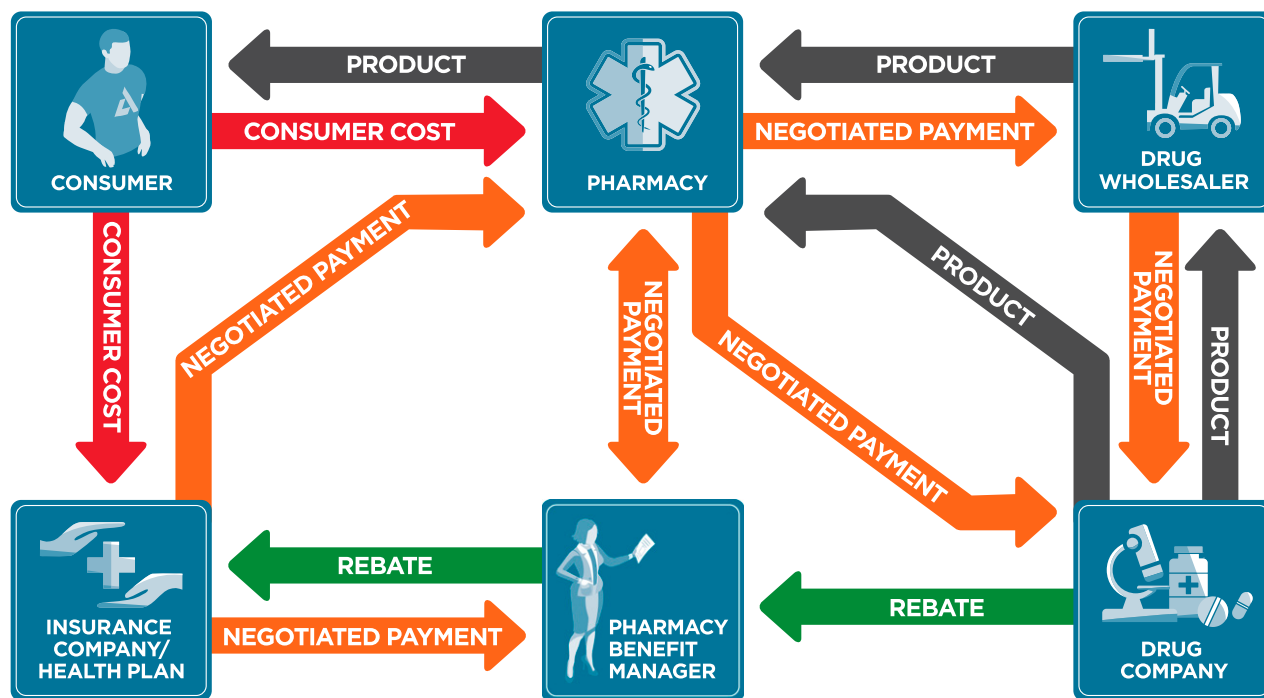 PRODUCT
PRODUCT
CONSUMER COST
NEGOTIATED PAYMENT
CONSUMER
PHARMACY
DRUG
WHOLESALER
CONSUMER COST
NEGOTIATED PAYMENT
NEGOTIATED
PAYMENT
NEGOTIATED PAYMENT
PRODUCT
NEGOTIATED
PAYMENT
PRODUCT
REBATE
REBATE
INSURANCE
COMPANY/
HEALTH PLAN
NEGOTIATED PAYMENT
PHARMACY
BENEFIT
MANAGER
DRUG
COMPANY